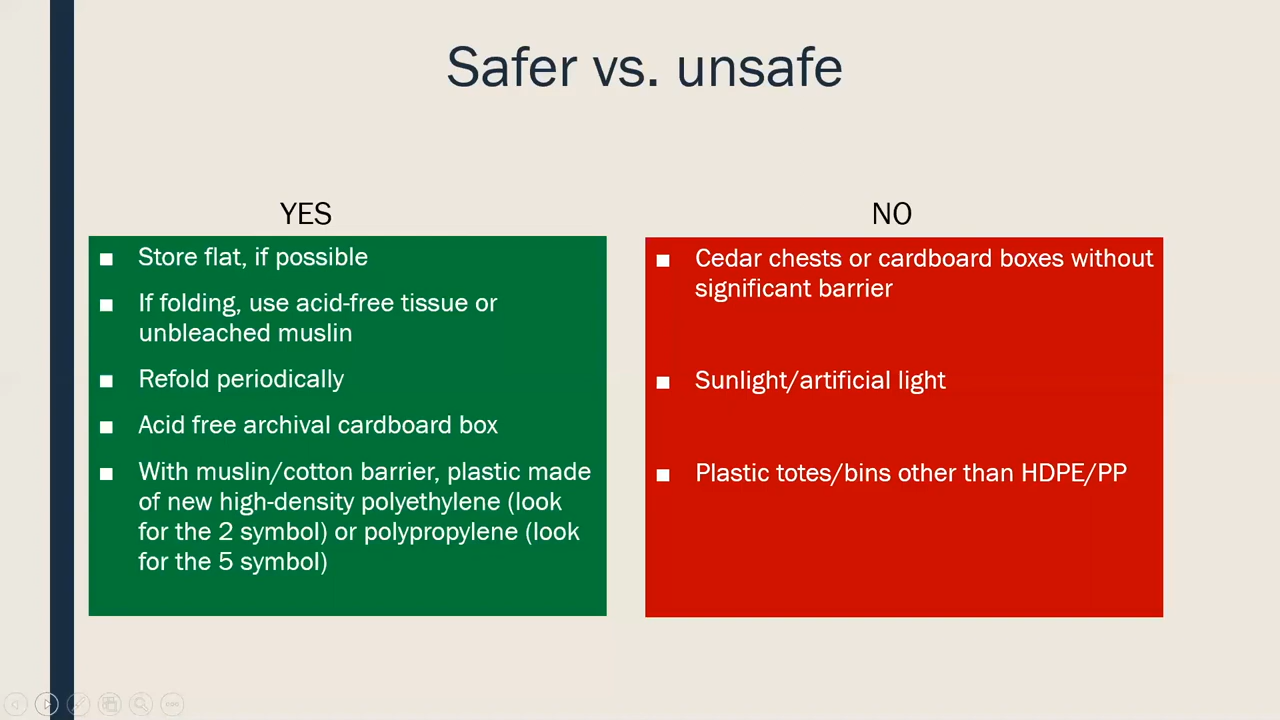 Safer vs. unsafe
YES
■ Store flat, if possible
■ If folding, use acid-free tissue or
unbleached muslin
■ Refold periodically
■ Acid free archival cardboard box
■ With muslin/cotton barrier, plastic made
of new high-density polyethylene (look
for the 2 symbol) or polypropylene (look
for the 5 symbol)
NO
■ Cedar chests or cardboard boxes without
significant barrier
■ Sunlight/artificial light
■ Plastic totes/bins other than HDPE/PP